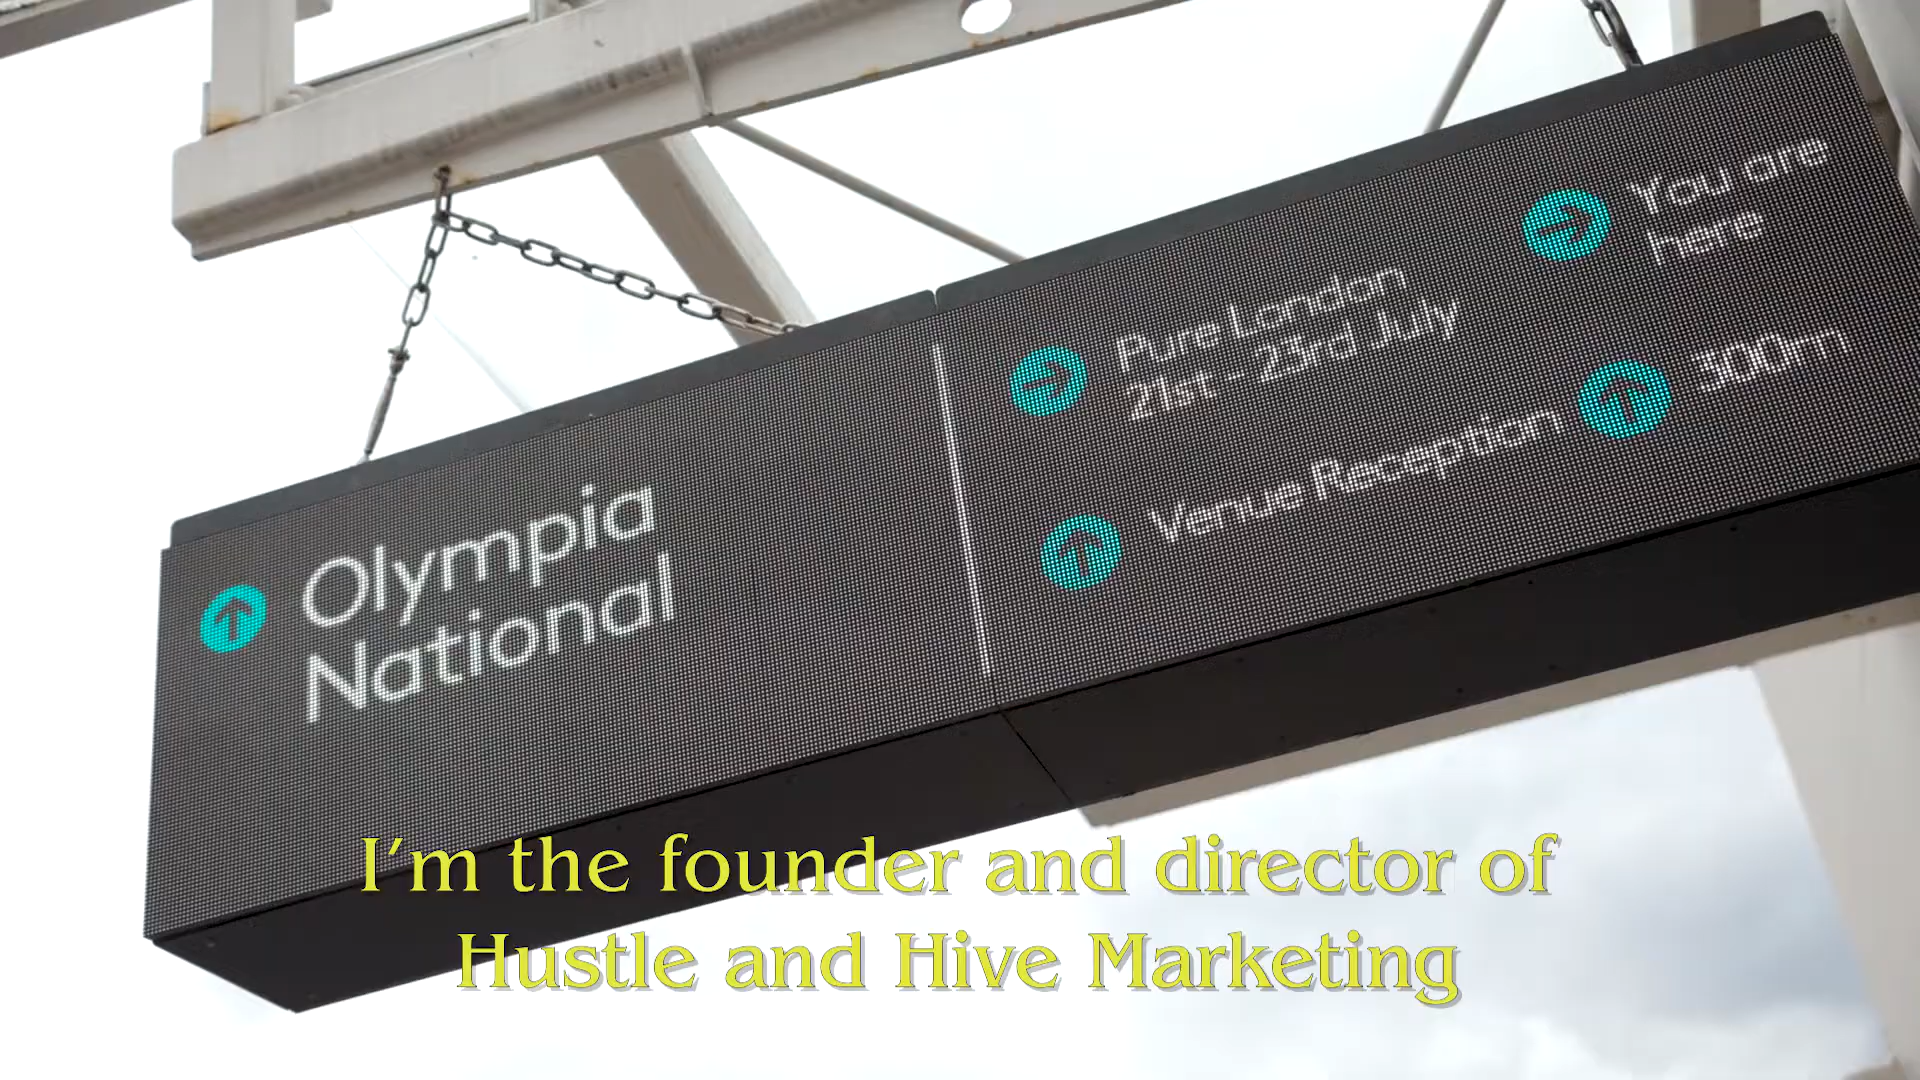 Olympia
National
Pure London
21st - 23rd July
Venue Reception
You are
here
300m
I'm the founder and director of
Hustle and Hive Marketing